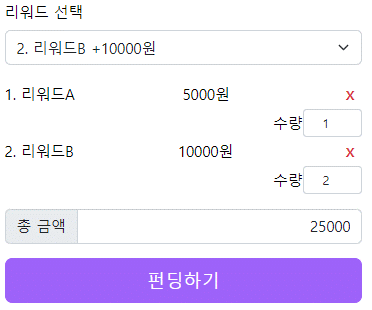 리워드 선택
2. 리워드B +10000원
1. 리워드A 5000원 x
수량 1
2. 리워드B 10000원 x
수량 2
총 금액 25000
펀딩하기